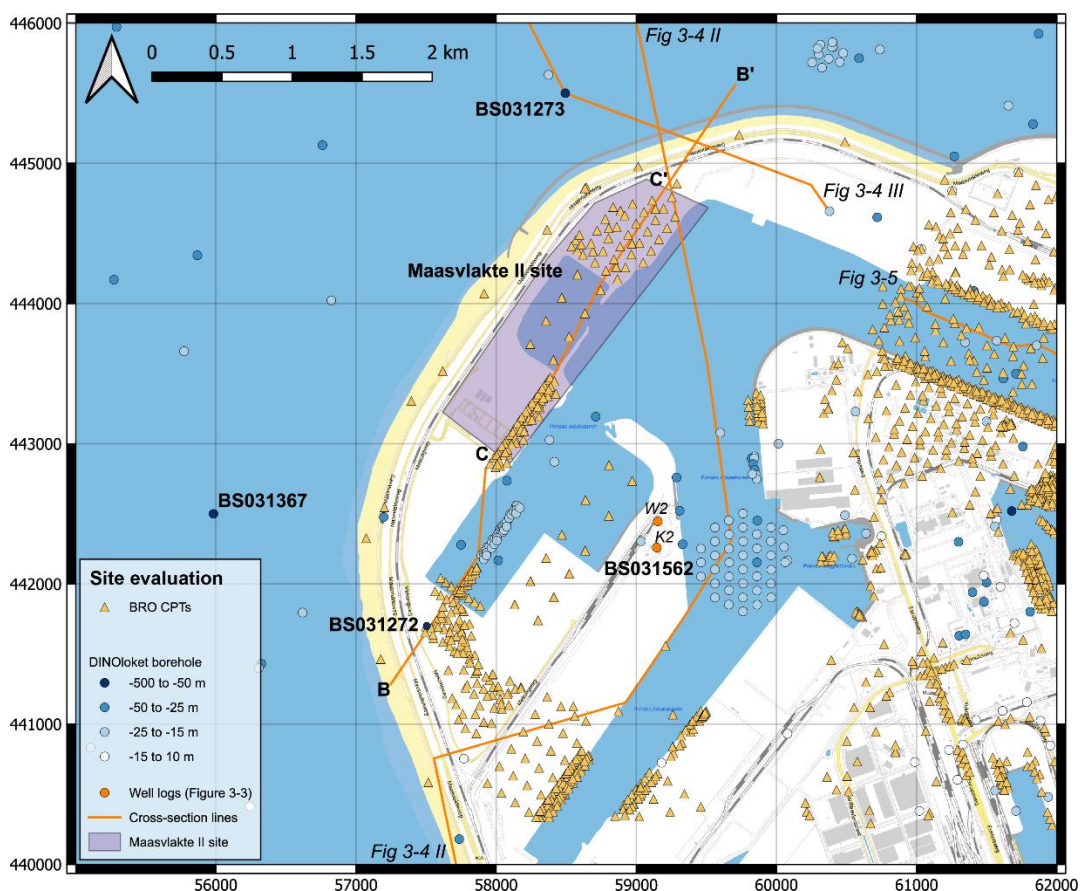 446000
445000
444000
443000
442000
441000
440000
0 0.5 1 2 km
Fig 3-4 II
B'
BS031273
C'
Fig 3-4 III
Maasvlakte II site
Fig 3-5
C
BS031367
W2
K2
BS031562
BS031272
B
Fig 3-4 II
Site evaluation
BRO CPTs
DINOloket borehole
-500 to -50 m
-50 to -25 m
-25 to -15 m
-15 to 10 m
Well logs (Figure 3-3)
Cross-section lines
Maasvlakte II site
56000 57000 58000 59000 60000 61000 62000